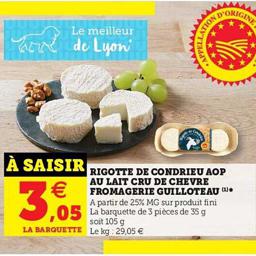 Le meilleur
de Lyon
APPELLATION D'ORIGINE
À SAISIR
3€,05
LA BARQUETTE
RIGOTTE DE CONDRIEU AOP
AU LAIT CRU DE CHEVRE
FROMAGERIE GUILLOTEAU (1)•
A partir de 25% MG sur produit fini
La barquette de 3 pièces de 35 g
soit 105 g
Le kg : 29,05 €